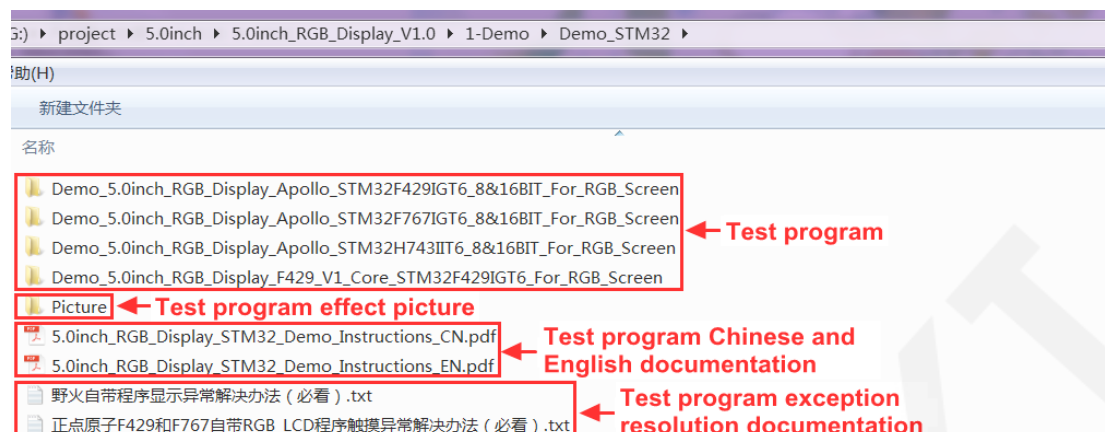 G:) ▸ project ▸ 5.0inch ▸ 5.0inch_RGB_Display_V1.0 ▸ 1-Demo ▸ Demo_STM32 ▸
助(H)
新建文件夹
名称
Demo_5.0inch_RGB_Display_Apollo_STM32F429IGT6_8&16BIT_For_RGB_Screen
Demo_5.0inch_RGB_Display_Apollo_STM32F767IGT6_8&16BIT_For_RGB_Screen
Demo_5.0inch_RGB_Display_Apollo_STM32H743IIT6_8&16BIT_For_RGB_Screen
Demo_5.0inch_RGB_Display_F429_V1_Core_STM32F429IGT6_For_RGB_Screen
Test program
Picture
Test program effect picture
5.0inch_RGB_Display_STM32_Demo_Instructions_CN.pdf
5.0inch_RGB_Display_STM32_Demo_Instructions_EN.pdf
Test program Chinese and
English documentation
野火自带程序显示异常解决办法（必看）.txt
正点原子F429和F767自带RGB_LCD程序触摸异常解决办法（必看）.txt
Test program exception
resolution documentation